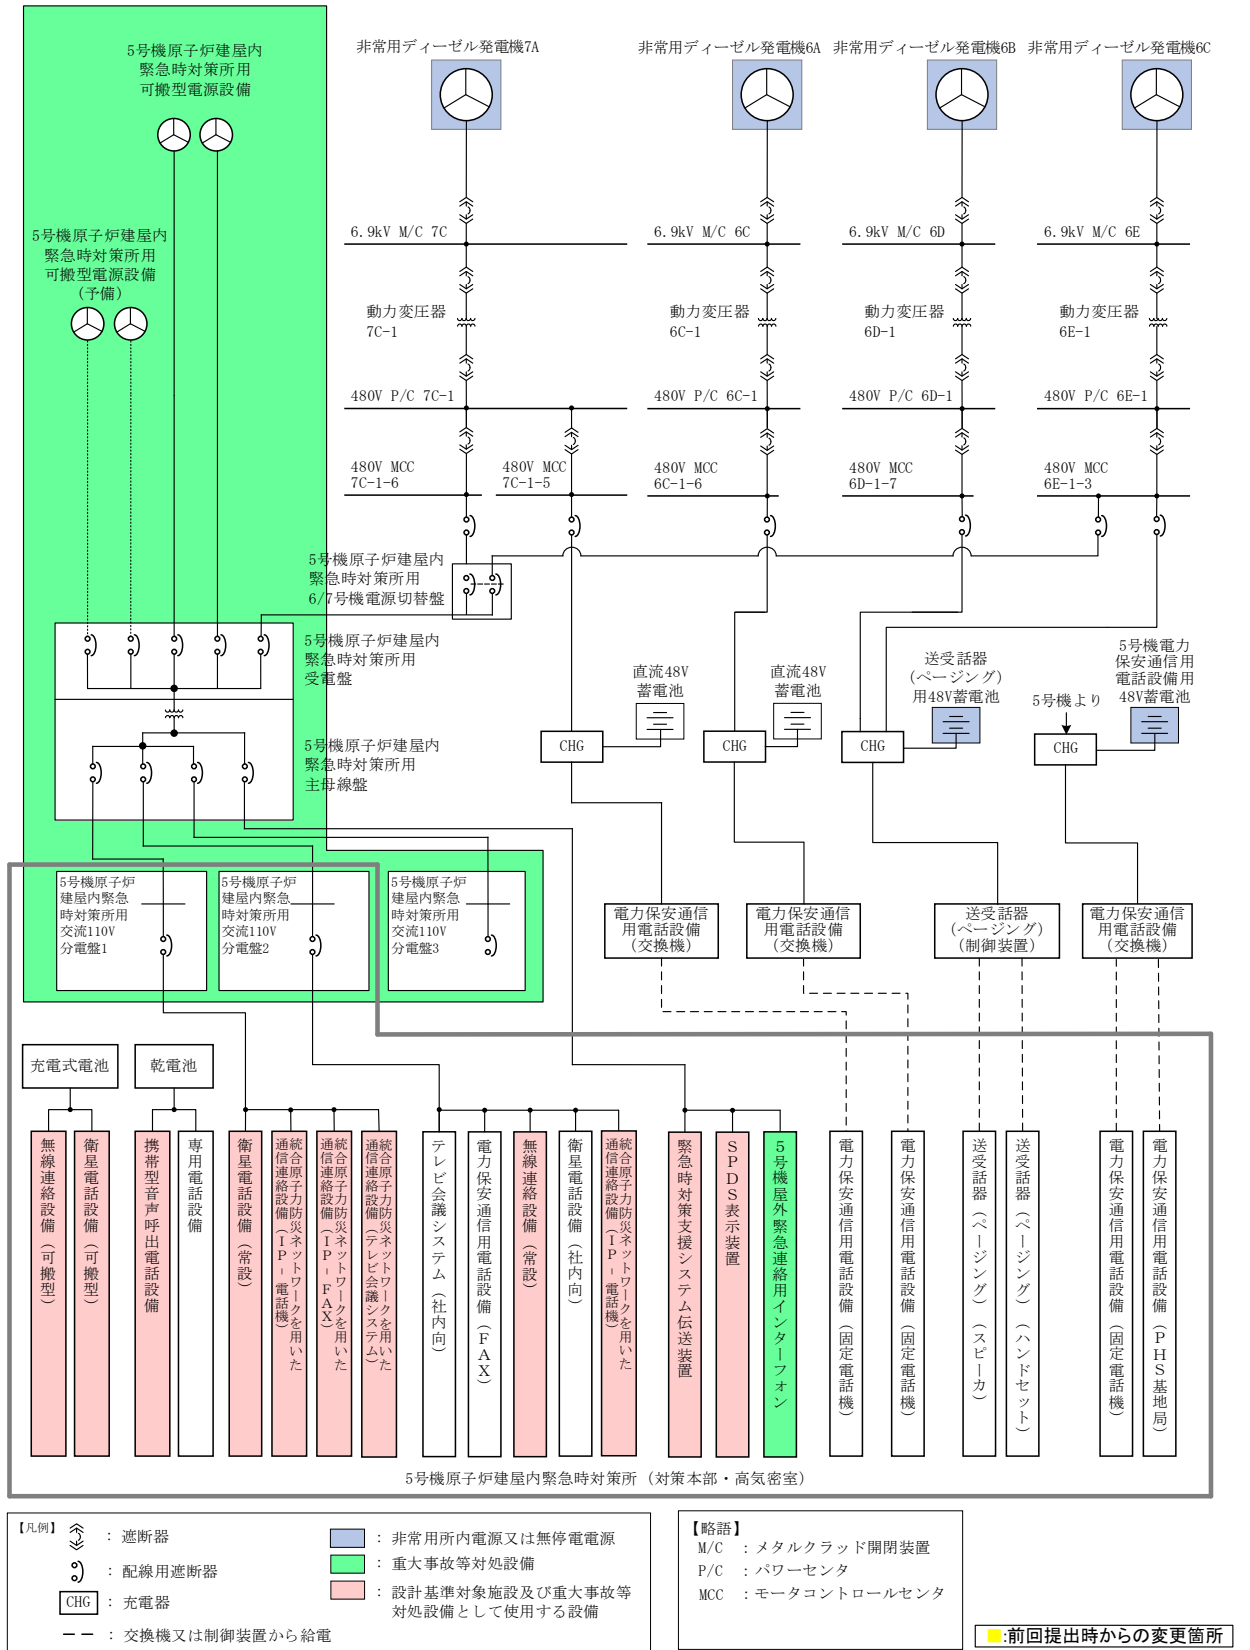 5号機原子炉建屋内
緊急時対策所用
可搬型電源設備
非常用ディーゼル発電機7A
非常用ディーゼル発電機6A
非常用ディーゼル発電機6B
非常用ディーゼル発電機6C
5号機原子炉建屋内
緊急時対策所用
可搬型電源設備
(予備)
6.9kV M/C 7C
6.9kV M/C 6C
6.9kV M/C 6D
6.9kV M/C 6E
動力変圧器
7C-1
動力変圧器
6C-1
動力変圧器
6D-1
動力変圧器
6E-1
480V P/C 7C-1
480V P/C 6C-1
480V P/C 6D-1
480V P/C 6E-1
480V MCC
7C-1-6
480V MCC
7C-1-5
480V MCC
6C-1-6
480V MCC
6D-1-7
480V MCC
6E-1-3
5号機原子炉建屋内
緊急時対策所用
6/7号機電源切替盤
5号機原子炉建屋内
緊急時対策所用
受電盤
5号機原子炉建屋内
緊急時対策所用
主母線盤
直流48V
蓄電池
直流48V
蓄電池
送受話器
(ページング)
用48V蓄電池
5号機より
5号機電力
保安通信用
電話設備用
48V蓄電池
CHG
CHG
CHG
CHG
5号機原子炉
建屋内緊急
時対策所用
交流110V
分電盤1
5号機原子炉
建屋内緊急
時対策所用
交流110V
分電盤2
5号機原子炉
建屋内緊急
時対策所用
交流110V
分電盤3
電力保安通信
用電話設備
(交換機)
電力保安通信
用電話設備
(交換機)
送受話器
(ページング)
(制御装置)
電力保安通信
用電話設備
(交換機)
充電式電池
乾電池
無線連絡設備(可搬型)
衛星電話設備(可搬型)
携帯型音声呼出電話設備
専用電話設備
衛星電話設備(常設)
統合原子力防災ネットワークを用いた
通信連絡設備(IP-電話機)
統合原子力防災ネットワークを用いた
通信連絡設備(IP-FAX)
統合原子力防災ネットワークを用いた
通信連絡設備(テレビ会議システム)
テレビ会議システム(社内向)
電力保安通信用電話設備(FAX)
無線連絡設備(常設)
衛星電話設備(社内向)
統合原子力防災ネットワークを用いた
通信連絡設備(IP-電話機)
緊急時対策支援システム伝送装置
SPDS表示装置
5号機屋外緊急連絡用インターフォン
電力保安通信用電話設備(固定電話機)
電力保安通信用電話設備(固定電話機)
送受話器(ページング)(スピーカ)
送受話器(ページング)(ハンドセット)
電力保安通信用電話設備(固定電話機)
電力保安通信用電話設備(PHS基地局)
5号機原子炉建屋内緊急時対策所(対策本部・高気密室)
【凡例】
:遮断器
:配線用遮断器
CHG :充電器
:交換機又は制御装置から給電
:非常用所内電源又は無停電電源
:重大事故等対処設備
:設計基準対象施設及び重大事故等
対処設備として使用する設備
【略語】
M/C :メタルクラッド開閉装置
P/C :パワーセンタ
MCC :モータコントロールセンタ
:前回提出時からの変更箇所